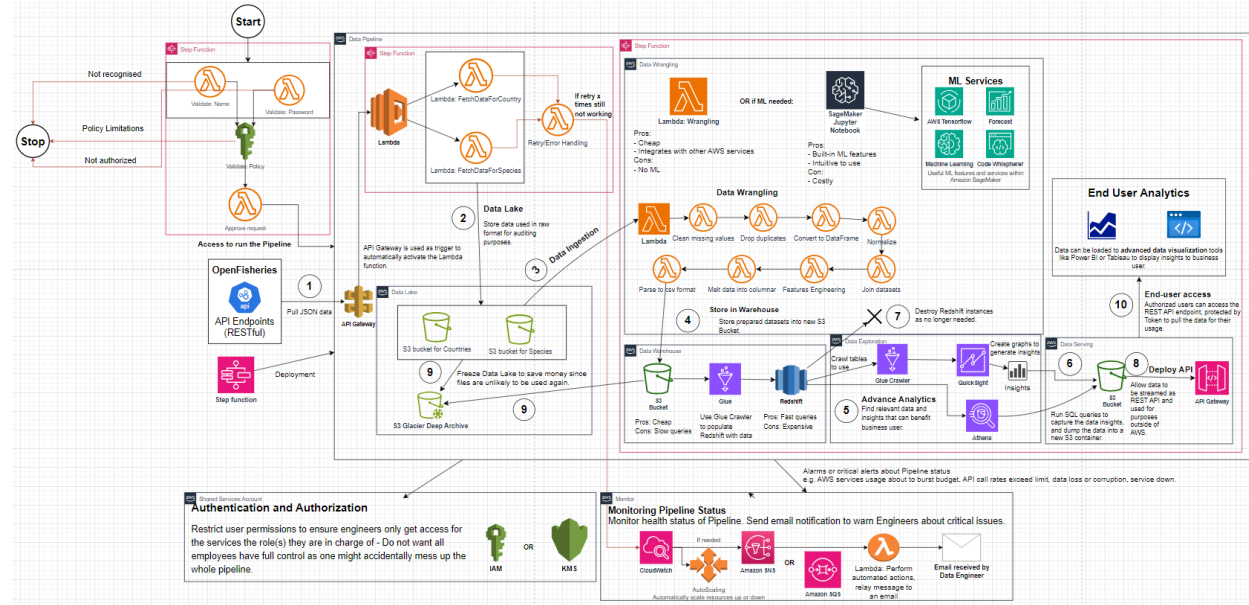 Start
Step Function
Not recognised
Validate: Name
Validate: Password
Policy Limitations
Stop
Not authorized
Validate: Policy
Approve request
Access to run the Pipeline
OpenFisheries
api
API Endpoints
(RESTful)
1
Pull JSON data
API Gateway
Step function
Deployment
Data Pipeline
Step Function
Lambda
Lambda: FetchDataForCountry
Lambda: FetchDataForSpecies
If retry x
times still
not working
Retry/Error Handling
API Gateway is used as trigger to
automatically activate the Lambda
function.
2
Data Lake
Store data used in raw
format for auditing
purposes.
3
Data Ingestion
Data Lake
S3 bucket for Countries
S3 bucket for Species
9
Freeze Data Lake to save money since
files are unlikely to be used again.
9
S3 Glacier Deep Archive
Step Function
Data Wrangling
Lambda: Wrangling
OR if ML needed:
SageMaker
Jupyter
Notebook
Pros:
- Cheap
- Integrates with other AWS services
Cons:
- No ML
Pros:
- Built-in ML features
- Intuitive to use
Con:
- Costly
ML Services
AWS Tensorflow
Forecast
Machine Learning
Code Whispherer
Useful ML features and services within
Amazon SageMaker
Data Wrangling
Lambda
Clean missing values
Drop duplicates
Convert to DataFrame
Normalize
Parse to csv format
Melt data into columnar
Features Engineering
Join datasets
4
Store in Warehouse
Store prepared datasets into new S3
Bucket.
7
Destroy Redshift instances
as no longer needed.
Data Warehouse
S3
Bucket
Pros: Cheap
Cons: Slow queries
Glue
Use Glue Crawler
to populate
Redshift with data
Redshift
Pros: Fast queries
Cons: Expensive
Data Exploration
Crawl tables
to use
Glue Crawler
QuickSight
Create graphs to
generate insights
Insights
5
Advance Analytics
Find relevant data and
insights that can benefit
business user.
Athena
Data Serving
6
Run SQL queries to
capture the data insights,
and dump the data into a
new S3 container.
S3
Bucket
8
Deploy API
Allow data to
be streamed as
REST API and
used for
purposes
outside of
AWS.
API Gateway
End User Analytics
Data can be loaded to advanced data visualization tools
like Power BI or Tableau to display insights to business
user.
10
End-user access
Authorized users can access the
REST API endpoint, protected by
Token to pull the data for their
usage.
Alarms or critical alerts about Pipeline status
e.g. AWS services usage about to burst budget, API call rates exceed limit, data loss or corruption, service down.
Shared Services Account
Authentication and Authorization
Restrict user permissions to ensure engineers only get access for
the services the role(s) they are in charge of - Do not want all
employees have full control as one might accidentally mess up the
whole pipeline.
IAM
OR
KMS
Monitor
Monitoring Pipeline Status
Monitor health status of Pipeline. Send email notification to warn Engineers about critical issues.
CloudWatch
If needed
AutoScaling
Automatically scale resources up or down
Amazon SNS
OR
Amazon SQS
Lambda: Perform
automated actions,
relay message to
an email
Email received by
Data Engineer